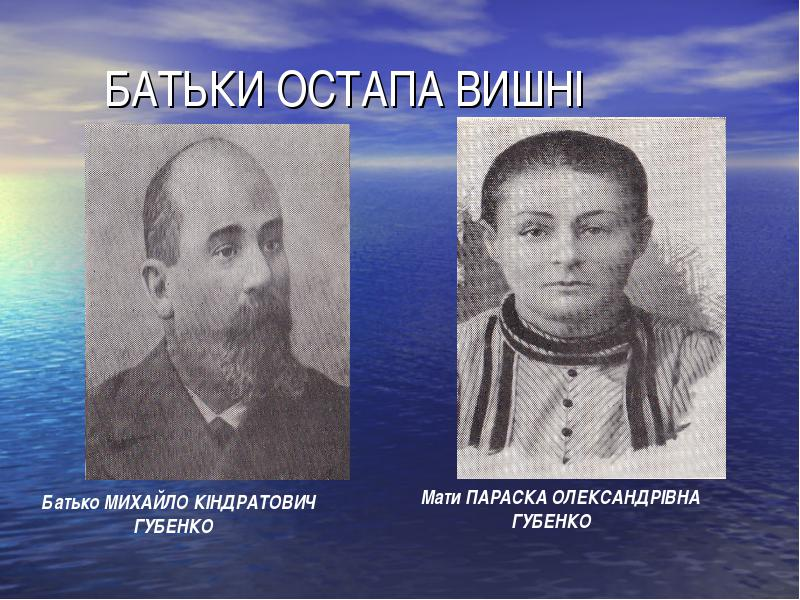 БАТЬКИ ОСТАПА ВИШНІ
Батько МИХАЙЛО КІНДРАТОВИЧ
ГУБЕНКО
Мати ПАРАСКА ОЛЕКСАНДРІВНА
ГУБЕНКО